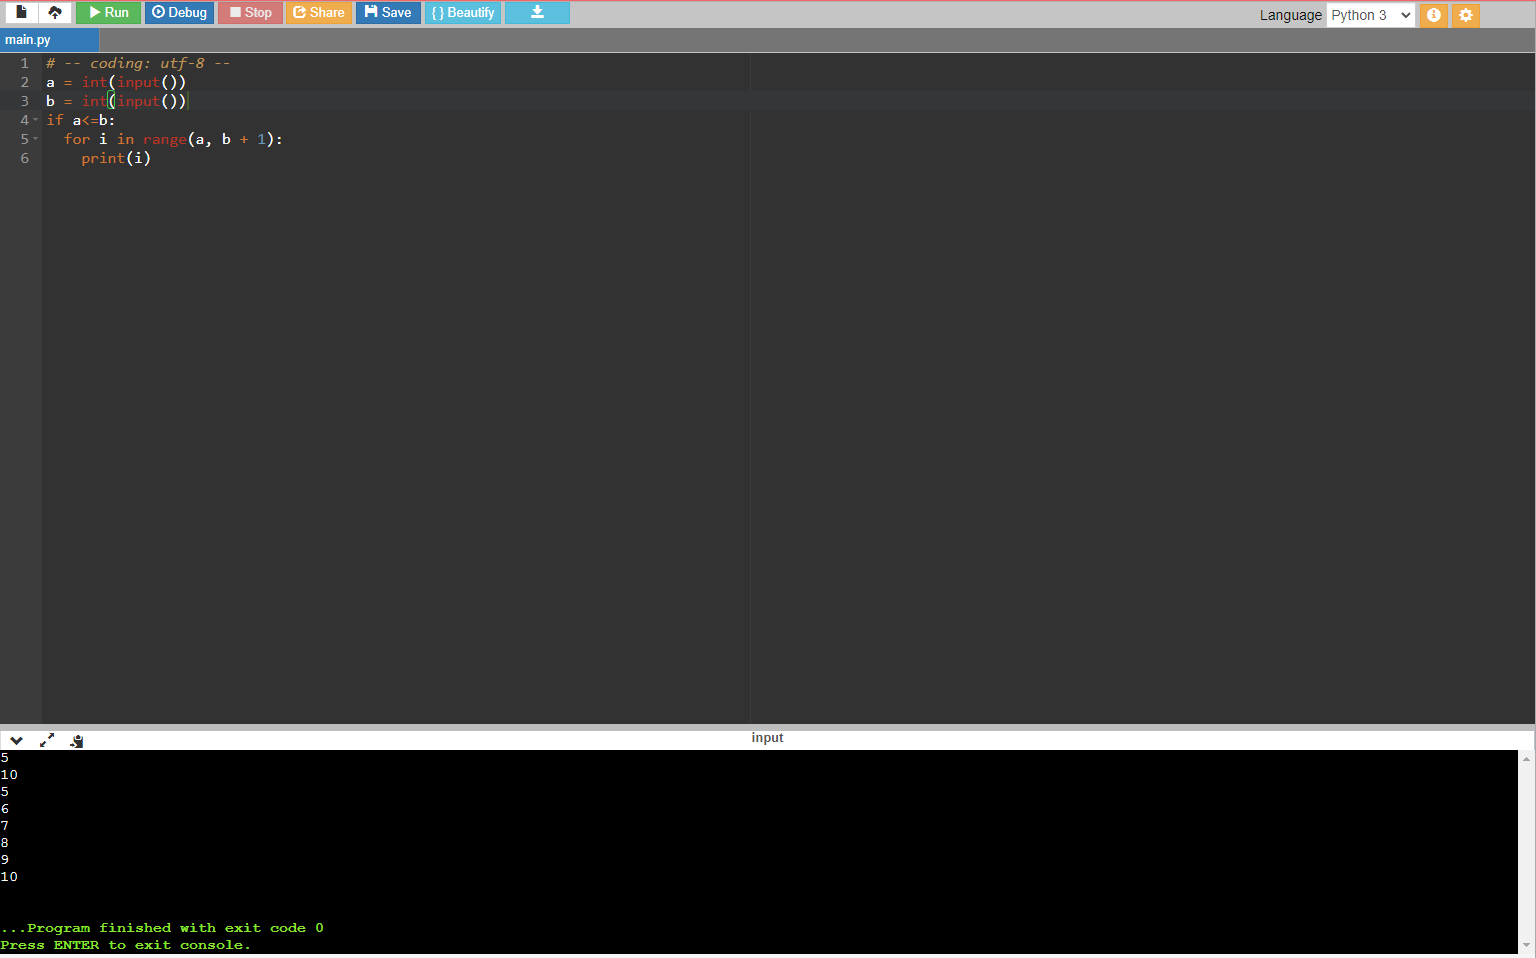 Run Debug Stop Share Save { } Beautify Language Python 3
main.py
1 # -- coding: utf-8 --
2 a = int(input())
3 b = int(input())
4 if a<=b:
5   for i in range(a, b + 1):
6     print(i)
input
5
10
5
6
7
8
9
10
...Program finished with exit code 0
Press ENTER to exit console.